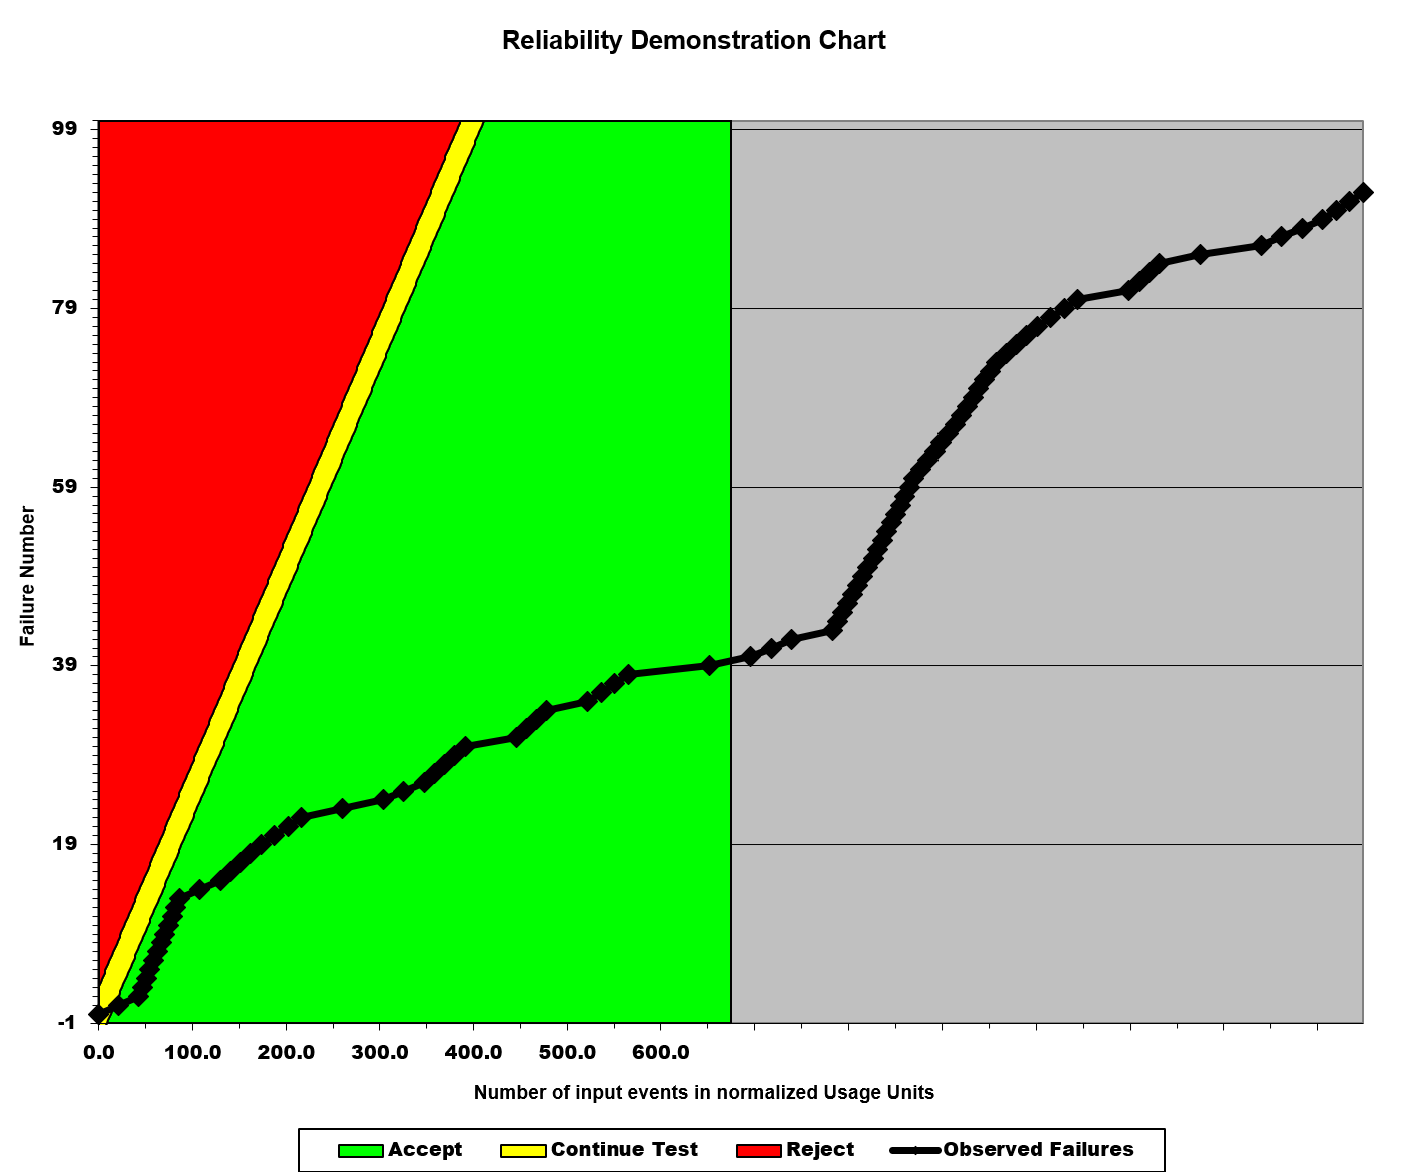 Reliability Demonstration Chart
99
79
59
39
19
-1
Failure Number
0.0 100.0 200.0 300.0 400.0 500.0 600.0
Number of input events in normalized Usage Units
Accept Continue Test Reject Observed Failures